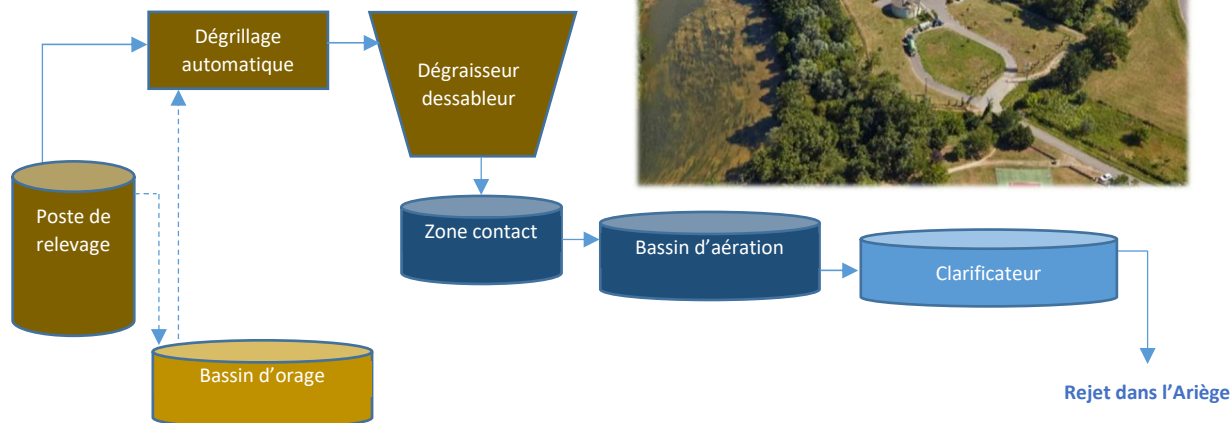 Dégrillage
automatique
Dégraisseur
dessableur
Poste de
relevage
Zone contact
Bassin d'aération
Clarificateur
Bassin d'orage
Rejet dans l'Ariège